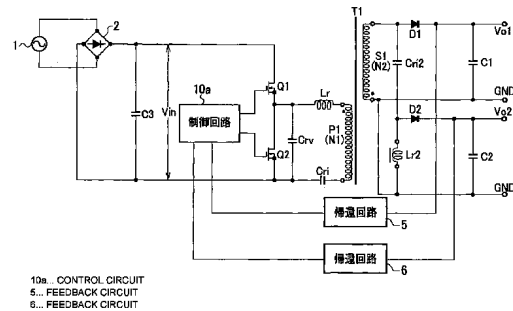 1
2
C3
Vin
10a
制御回路
Q1
Q2
Crv
Lr
Cri
T1
P1
(N1)
S1
(N2)
D1
Cri2
C1
Vo1
GND
D2
Vo2
Lr2
C2
GND
帰還回路
5
帰還回路
6
10a... CONTROL CIRCUIT
5... FEEDBACK CIRCUIT
6... FEEDBACK CIRCUIT